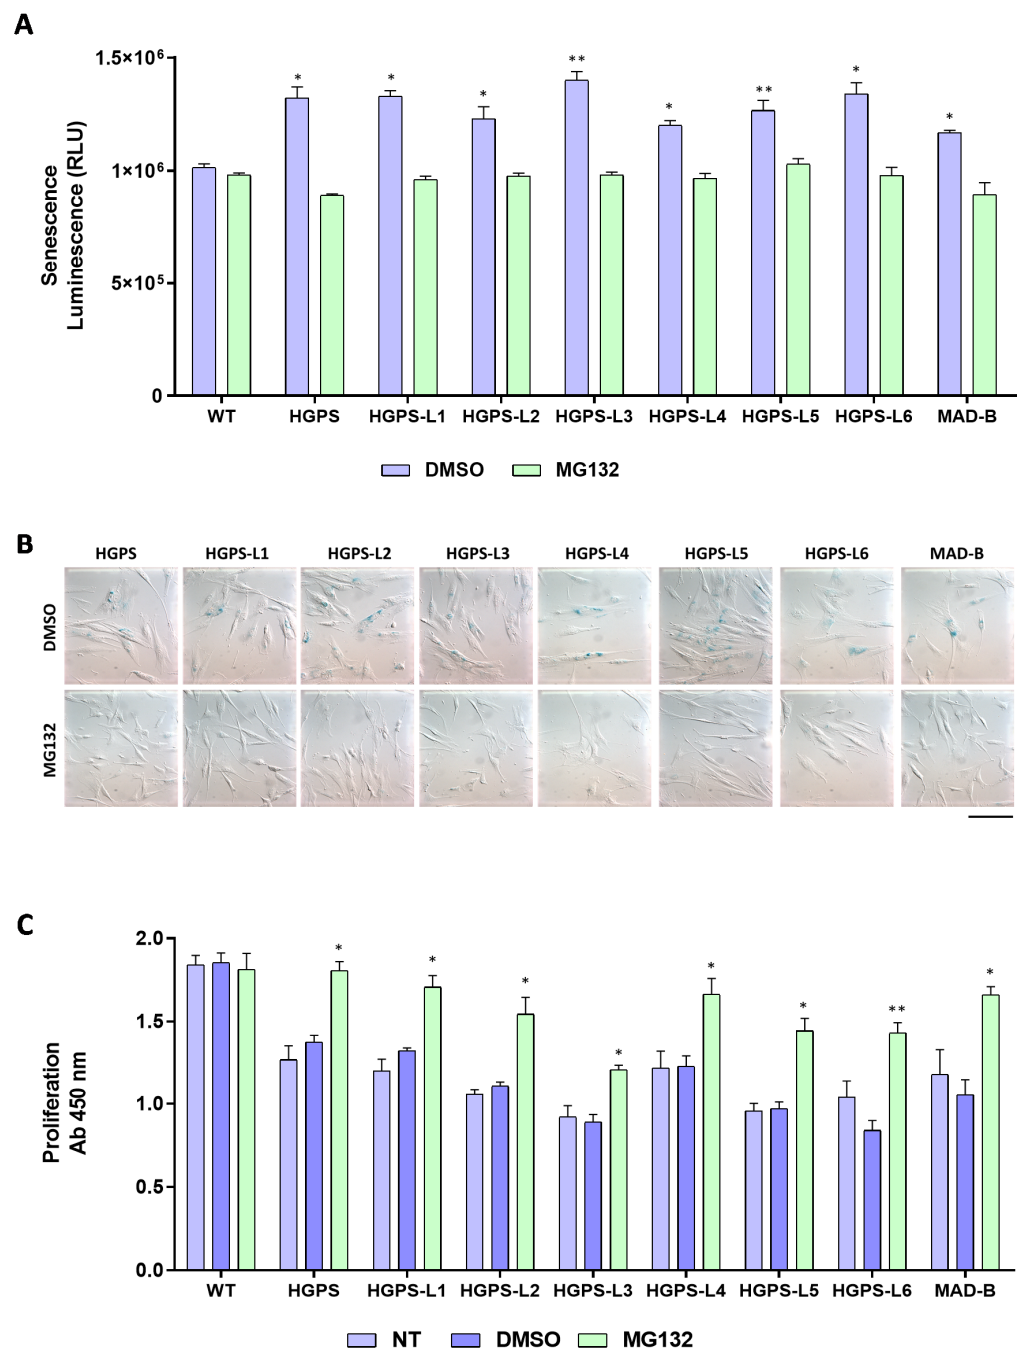 A
1.5×10⁶
1×10⁶
5×10⁵
0
Senescence
Luminescence (RLU)
* * * ** * ** * *
WT HGPS HGPS-L1 HGPS-L2 HGPS-L3 HGPS-L4 HGPS-L5 HGPS-L6 MAD-B
DMSO MG132
B
HGPS HGPS-L1 HGPS-L2 HGPS-L3 HGPS-L4 HGPS-L5 HGPS-L6 MAD-B
DMSO
MG132
C
2.0
1.5
1.0
0.5
0.0
Proliferation
Ab 450 nm
* * * * * * ** *
WT HGPS HGPS-L1 HGPS-L2 HGPS-L3 HGPS-L4 HGPS-L5 HGPS-L6 MAD-B
NT DMSO MG132